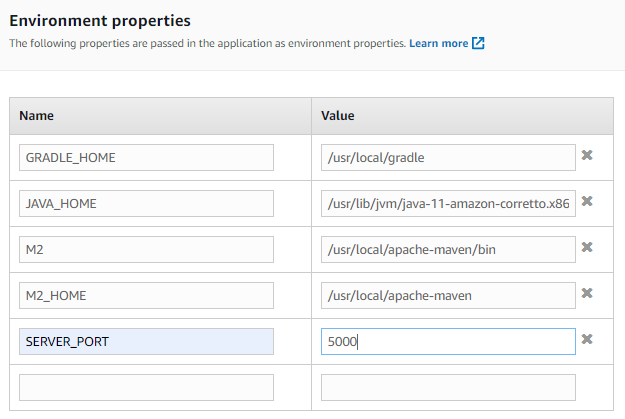 Environment properties
The following properties are passed in the application as environment properties. Learn more
Name Value
GRADLE_HOME /usr/local/gradle
JAVA_HOME /usr/lib/jvm/java-11-amazon-corretto.x86
M2 /usr/local/apache-maven/bin
M2_HOME /usr/local/apache-maven
SERVER_PORT 5000